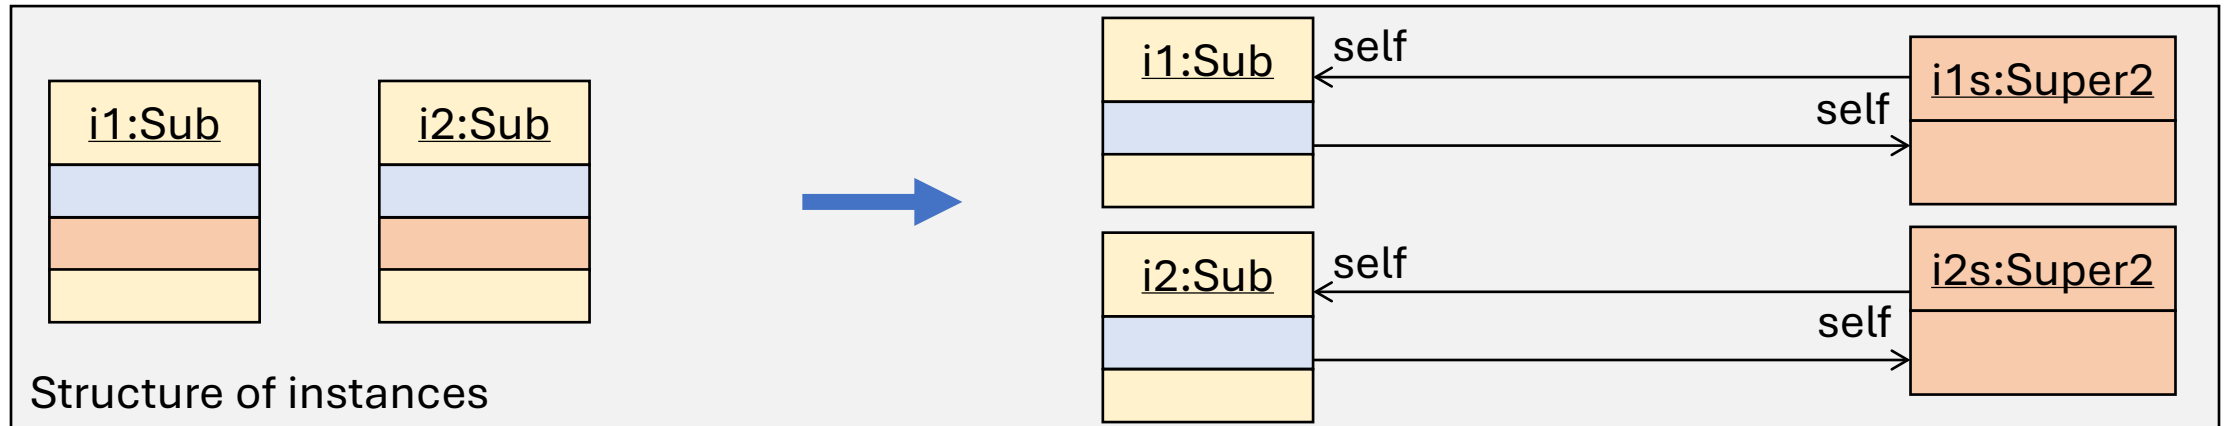 i1:Sub
i2:Sub
Structure of instances
i1:Sub
self
self
i1s:Super2
i2:Sub
self
self
i2s:Super2